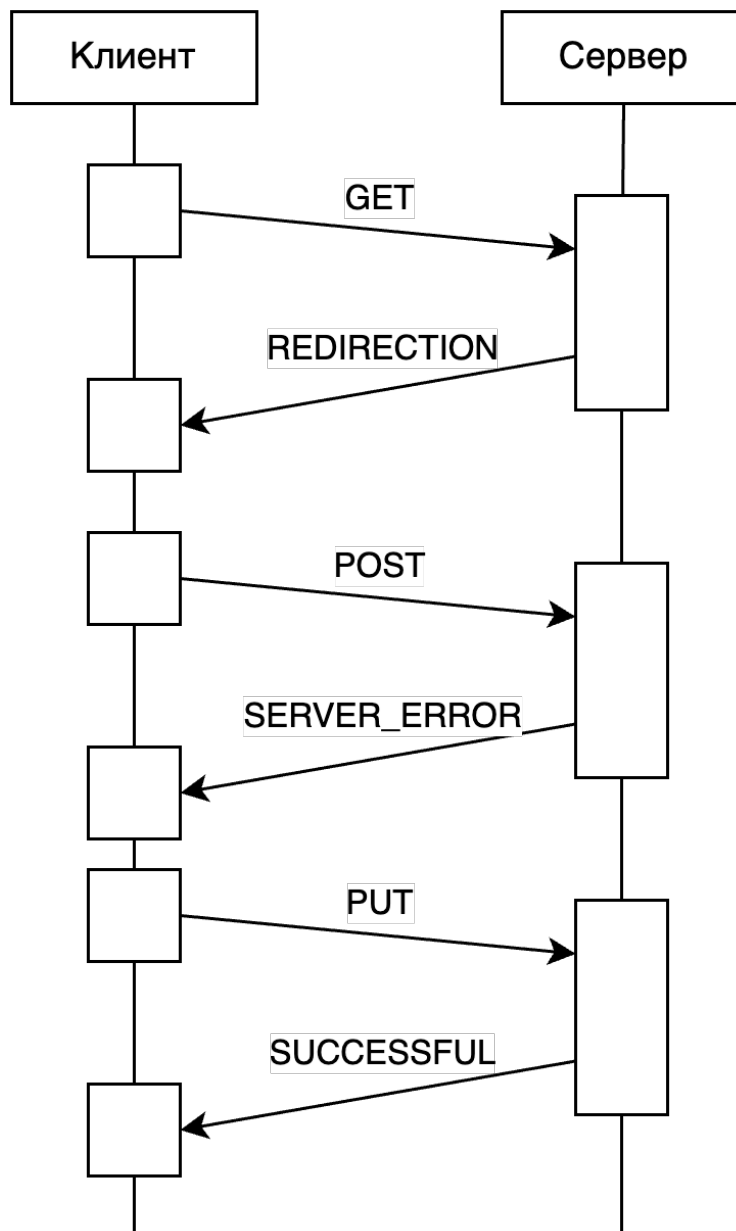 Клиент
Сервер
GET
REDIRECTION
POST
SERVER_ERROR
PUT
SUCCESSFUL